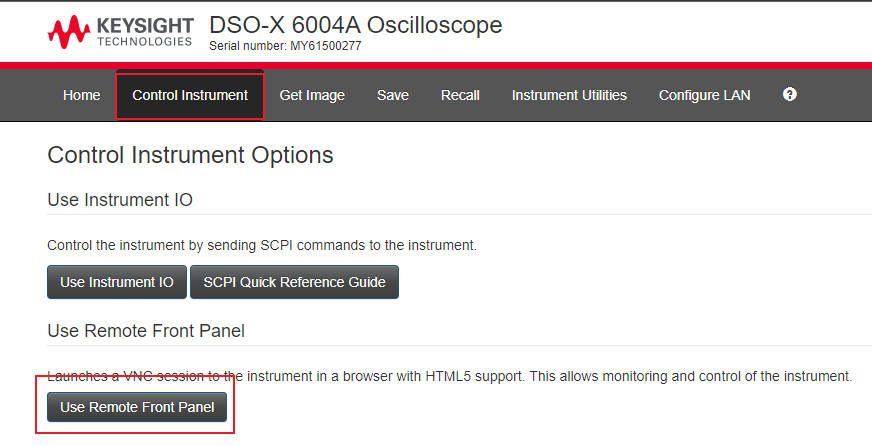 KEYSIGHT
TECHNOLOGIES
DSO-X 6004A Oscilloscope
Serial number: MY61500277
Home Control Instrument Get Image Save Recall Instrument Utilities Configure LAN ?
Control Instrument Options
Use Instrument IO
Control the instrument by sending SCPI commands to the instrument.
Use Instrument IO SCPI Quick Reference Guide
Use Remote Front Panel
Launches a VNC session to the instrument in a browser with HTML5 support. This allows monitoring and control of the instrument.
Use Remote Front Panel